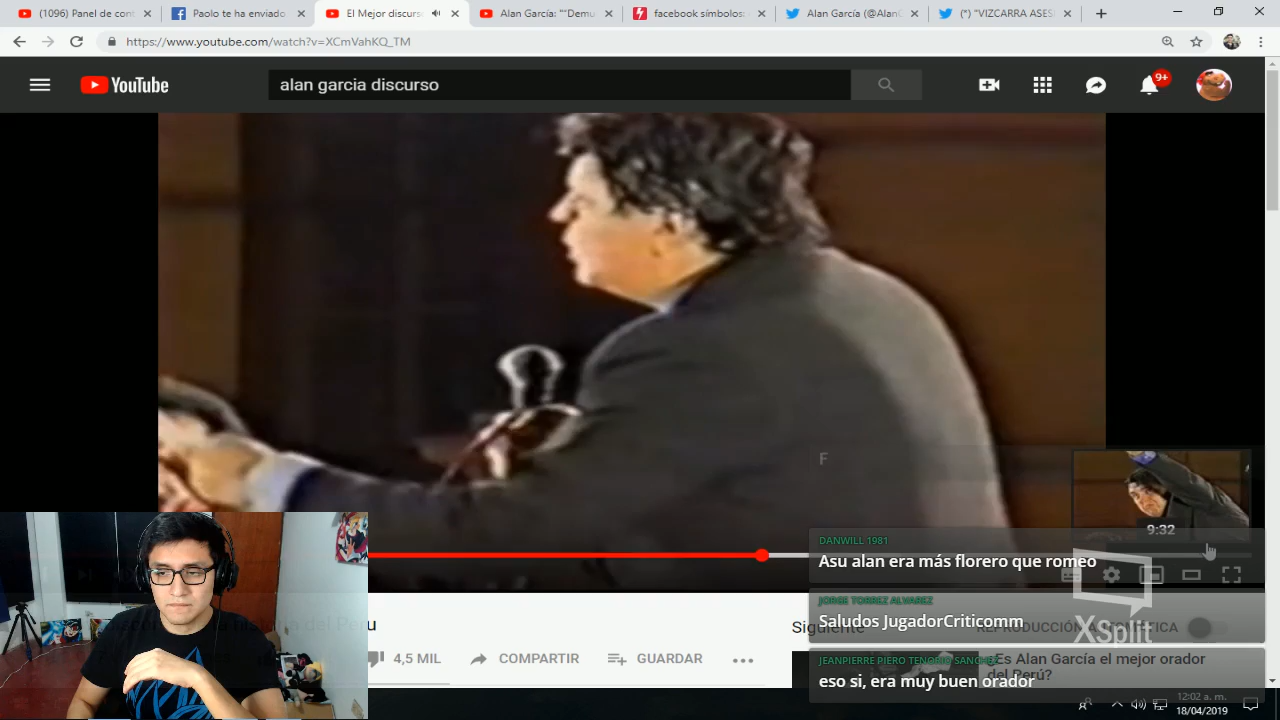 (1096) Panel de cont
Paolo te ha enviado
El Mejor discurs
Alan García: "“Demu
facebook símbolos:
Alan García (@Alan
(*) "VIZCARRA ASES
https://www.youtube.com/watch?v=XCmVahKQ_TM
YouTube
alan garcia discurso
9+
F
9:32
DANWILL 1981
Asu alan era más florero que romeo
JORGE TORREZ ALVAREZ
Saludos JugadorCriticomm
Siguiente
XSplit
4,5 MIL
COMPARTIR
GUARDAR
¿Es Alan García el mejor orador
del Perú?
JEANPIERRE PIERO TENORIO SANCHEZ
eso si, era muy buen orador
12:02 a. m.
18/04/2019